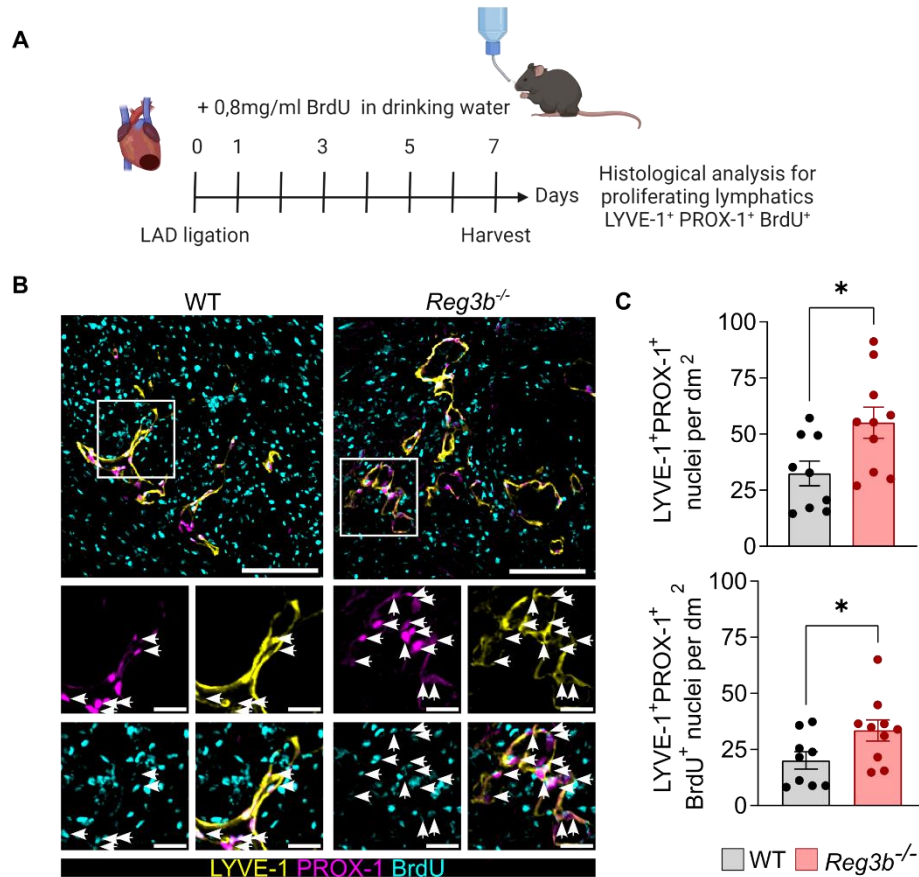 A
+ 0,8mg/ml BrdU in drinking water
0 1 3 5 7
Days
LAD ligation
Harvest
Histological analysis for
proliferating lymphatics
LYVE-1⁺ PROX-1⁺ BrdU⁺
B
WT
Reg3b⁻/⁻
LYVE-1 PROX-1 BrdU
C
*
LYVE-1⁺PROX-1⁺
nuclei per dm²
100
75
50
25
0
*
LYVE-1⁺PROX-1⁺
BrdU⁺ nuclei per dm²
100
75
50
25
0
WT
Reg3b⁻/⁻